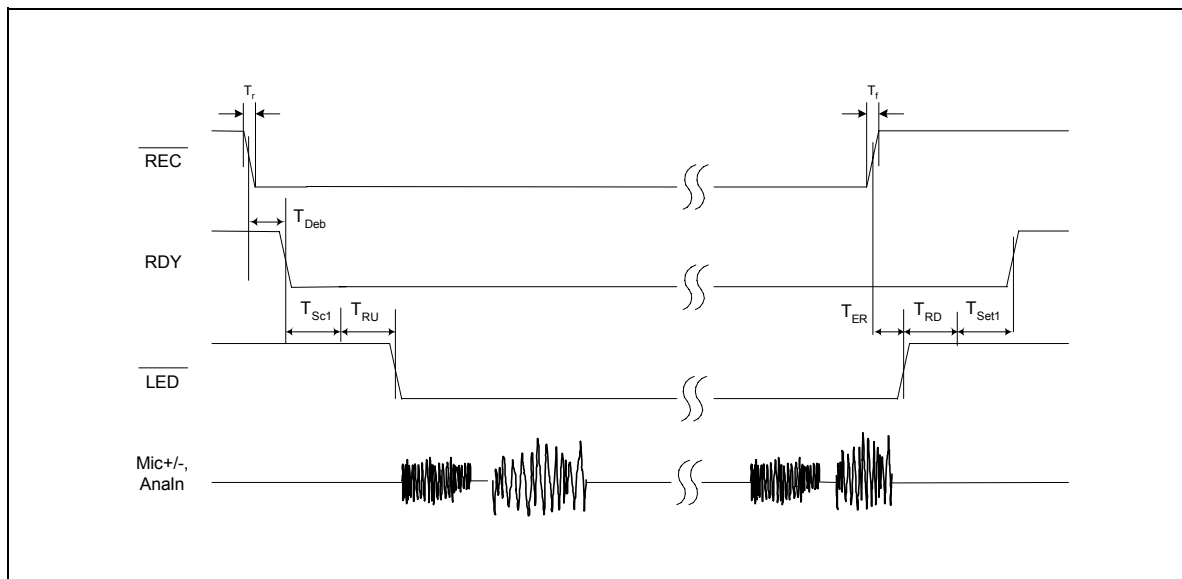 Tr
Tf
REC
TDeb
RDY
TSc1
TRU
TER
TRD
TSet1
LED
Mic+/-,
AnaIn